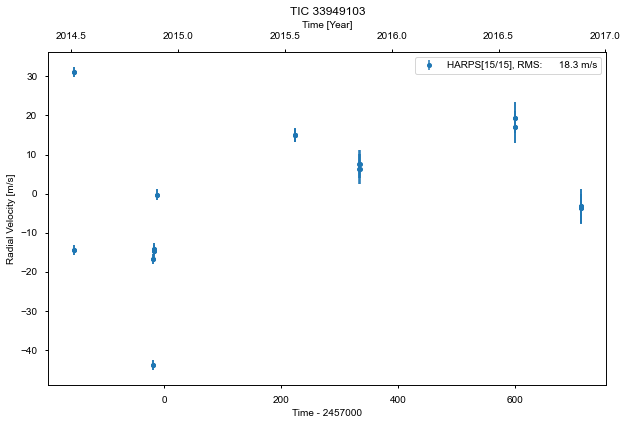 TIC 33949103
Time [Year]
2014.5 2015.0 2015.5 2016.0 2016.5 2017.0
HARPS[15/15], RMS: 18.3 m/s
30
20
10
0
−10
−20
−30
−40
Radial Velocity [m/s]
0 200 400 600
Time - 2457000